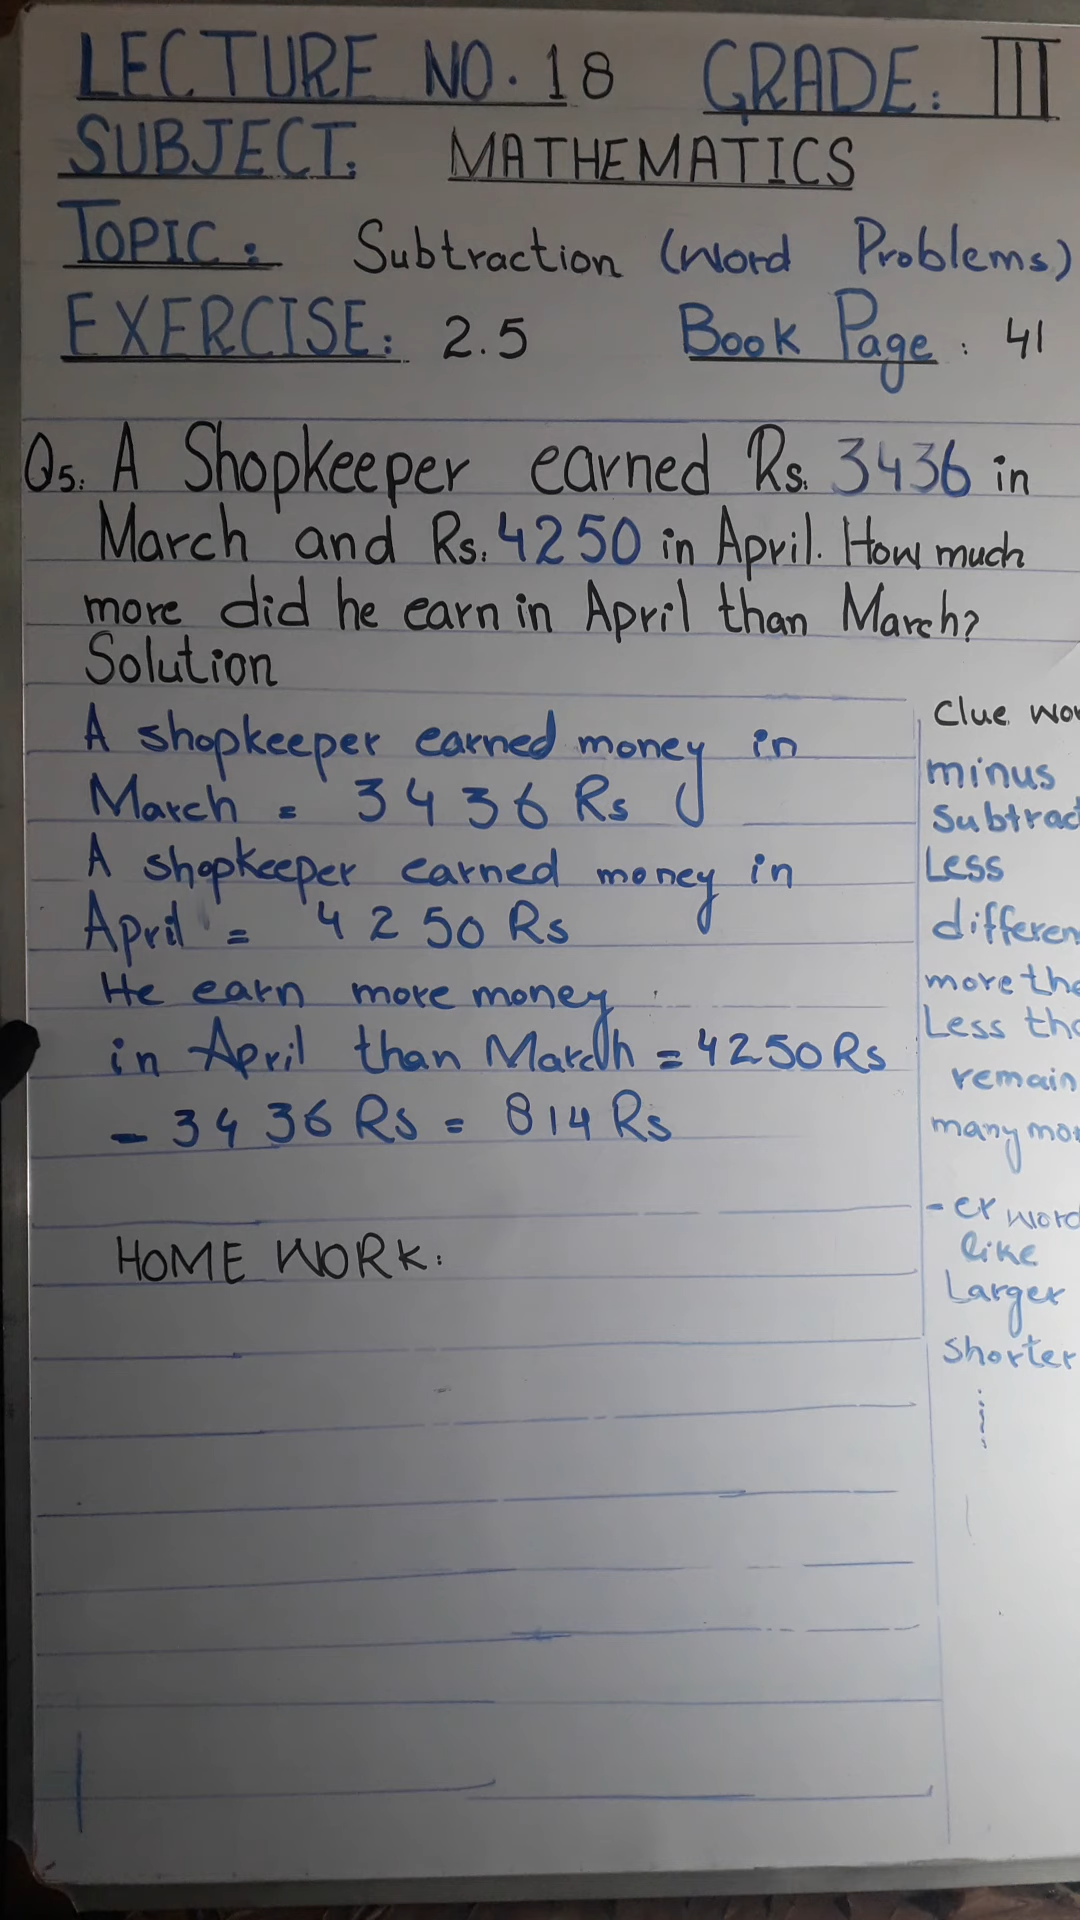 LECTURE NO. 18 GRADE: III
SUBJECT: MATHEMATICS
TOPIC: Subtraction (Word Problems)
EXERCISE: 2.5 Book Page: 41
Q5. A Shopkeeper earned Rs. 3436 in
March and Rs. 4250 in April. How much
more did he earn in April than March?
Solution
A shopkeeper earned money in
March = 3436 Rs
A shopkeeper earned money in
April = 4250 Rs
He earn more money
in April than March = 4250 Rs
- 3436 Rs = 814 Rs
HOME WORK:
Clue
minus
Subtract
Less
more
Less
remain
many
-er word
like
Larger
Shorter